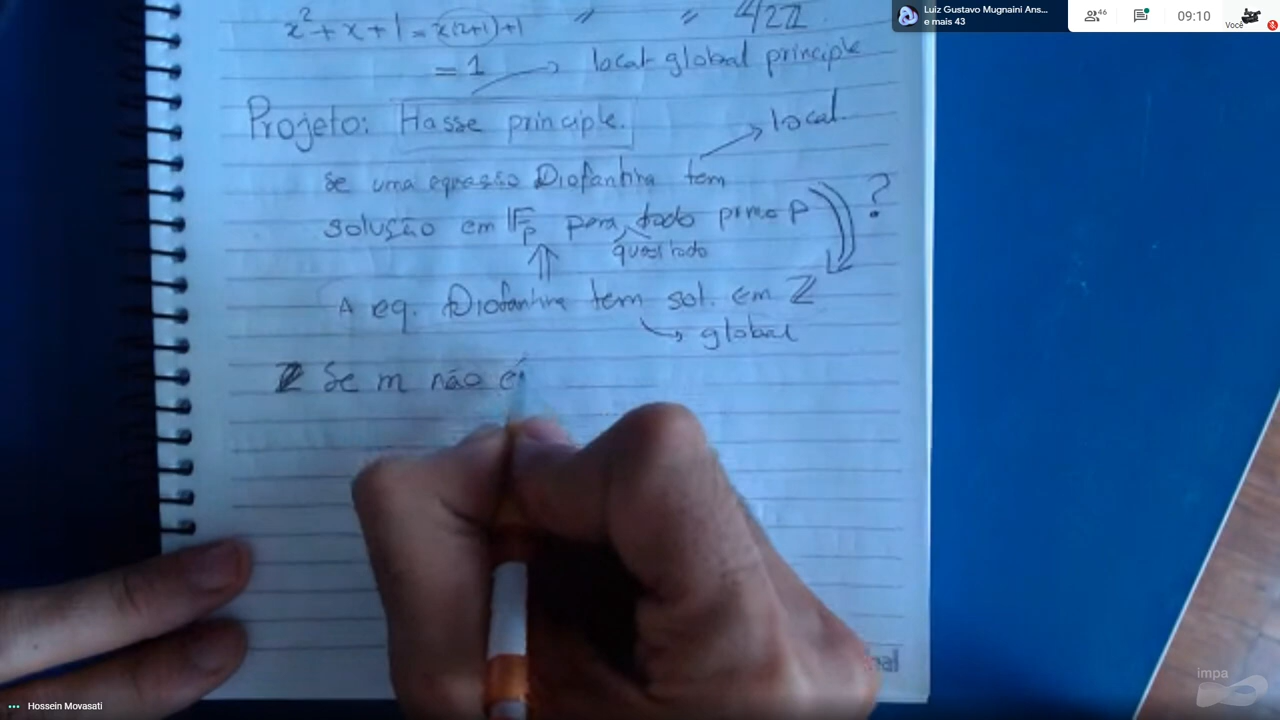 Luiz Gustavo Mugnaini Ans...
e mais 43
46
09:10
Você
x² + x + 1 = x(x+1)+1 " " ℤ/2ℤ
= 1 → local-global principle
Projeto: Hasse principle.
→ local
Se uma equação Diofantina tem
solução em 𝔽p para todo primo p ?
quase todo
A eq. Diofantina tem sol. em ℤ
→ global
Se m não é
impa
Hossein Movasati